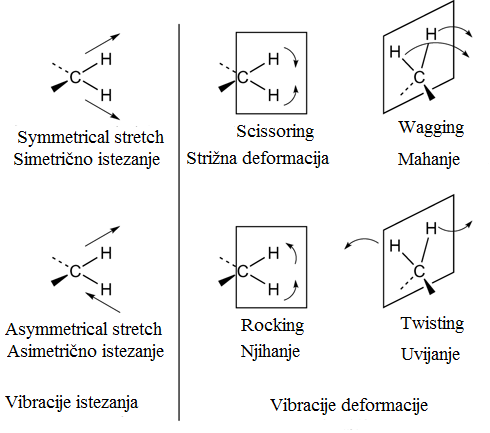 H
C
H
Symmetrical stretch
Simetrično istezanje
H
C
H
Scissoring
Strižna deformacija
H
H
C
Wagging
Mahanje
H
C
H
Asymmetrical stretch
Asimetrično istezanje
H
C
H
Rocking
Njihanje
H
H
C
Twisting
Uvijanje
Vibracije istezanja
Vibracije deformacije